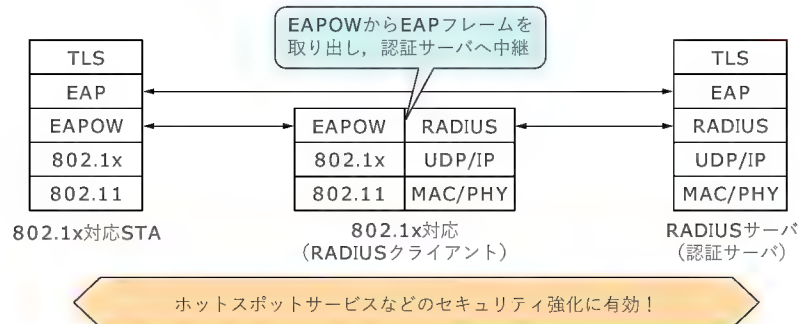 EAPOWからEAPフレームを
取り出し，認証サーバへ中継
TLS
EAP
EAPOW
802.1x
802.11
802.1x対応STA
EAPOW RADIUS
802.1x UDP/IP
802.11 MAC/PHY
802.1x対応
（RADIUSクライアント）
TLS
EAP
RADIUS
UDP/IP
MAC/PHY
RADIUSサーバ
（認証サーバ）
ホットスポットサービスなどのセキュリティ強化に有効！